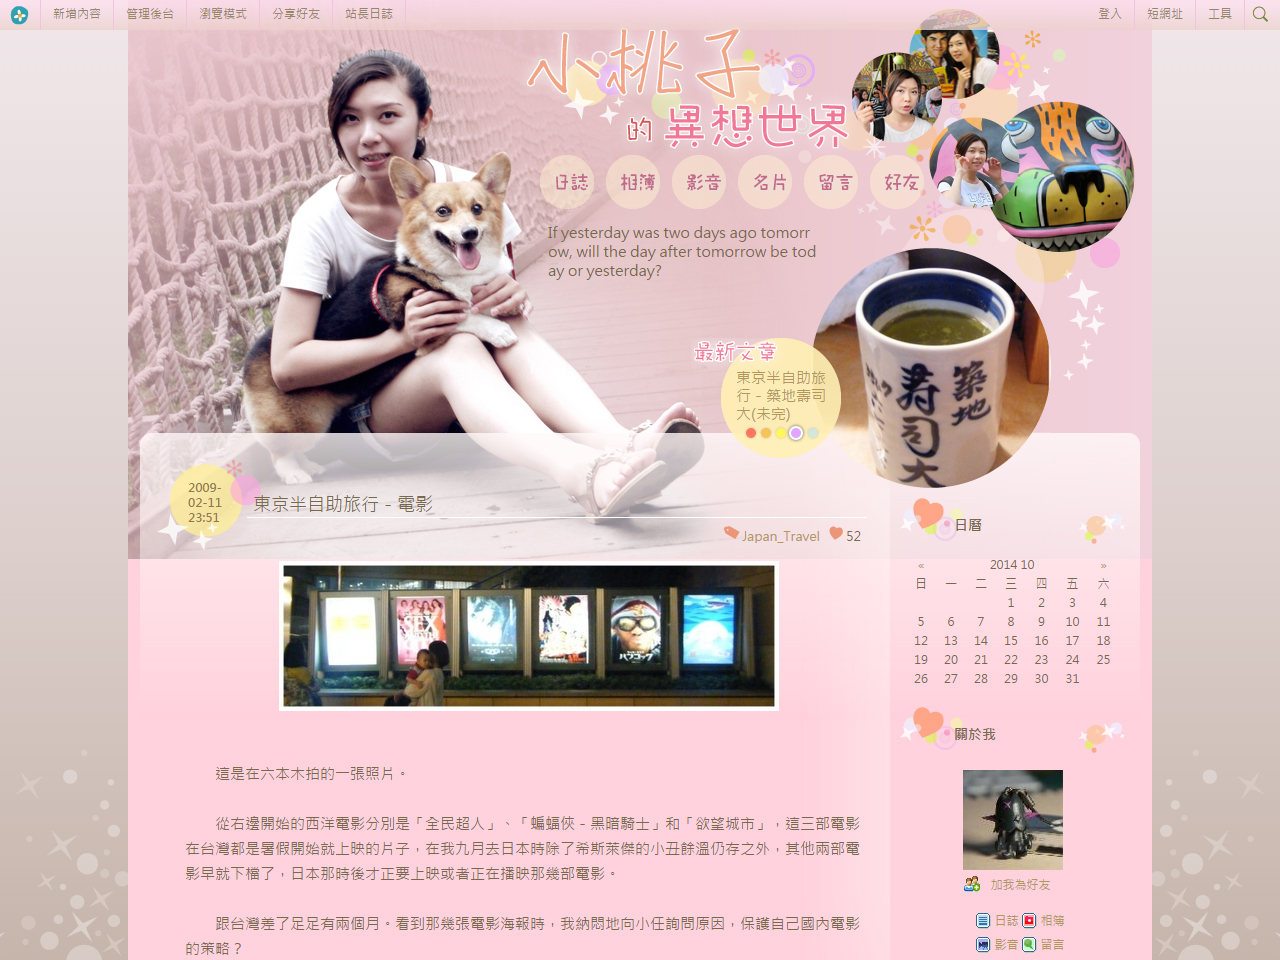 新增內容 管理後台 瀏覽模式 分享好友 站長日誌 登入 短網址 工具
小桃子
的 異想世界
日誌 相簿 影音 名片 留言 好友
If yesterday was two days ago tomorr
ow, will the day after tomorrow be tod
ay or yesterday?
最新文章
東京半自助旅
行 - 築地壽司
大(未完)
築地
寿司大
2009-
02-11
23:51
東京半自助旅行 - 電影
Japan_Travel 52
這是在六本木拍的一張照片。
從右邊開始的西洋電影分別是「全民超人」、「蝙蝠俠 - 黑暗騎士」和「欲望城市」，這三部電影
在台灣都是暑假開始就上映的片子，在我九月去日本時除了希斯萊傑的小丑餘溫仍存之外，其他兩部電
影早就下檔了，日本那時後才正要上映或者正在播映那幾部電影。
跟台灣差了足足有兩個月。看到那幾張電影海報時，我納悶地向小任詢問原因，保護自己國內電影
的策略？
日曆
« 2014 10 »
日 一 二 三 四 五 六
1 2 3 4
5 6 7 8 9 10 11
12 13 14 15 16 17 18
19 20 21 22 23 24 25
26 27 28 29 30 31
關於我
加我為好友
日誌 相簿
影音 留言